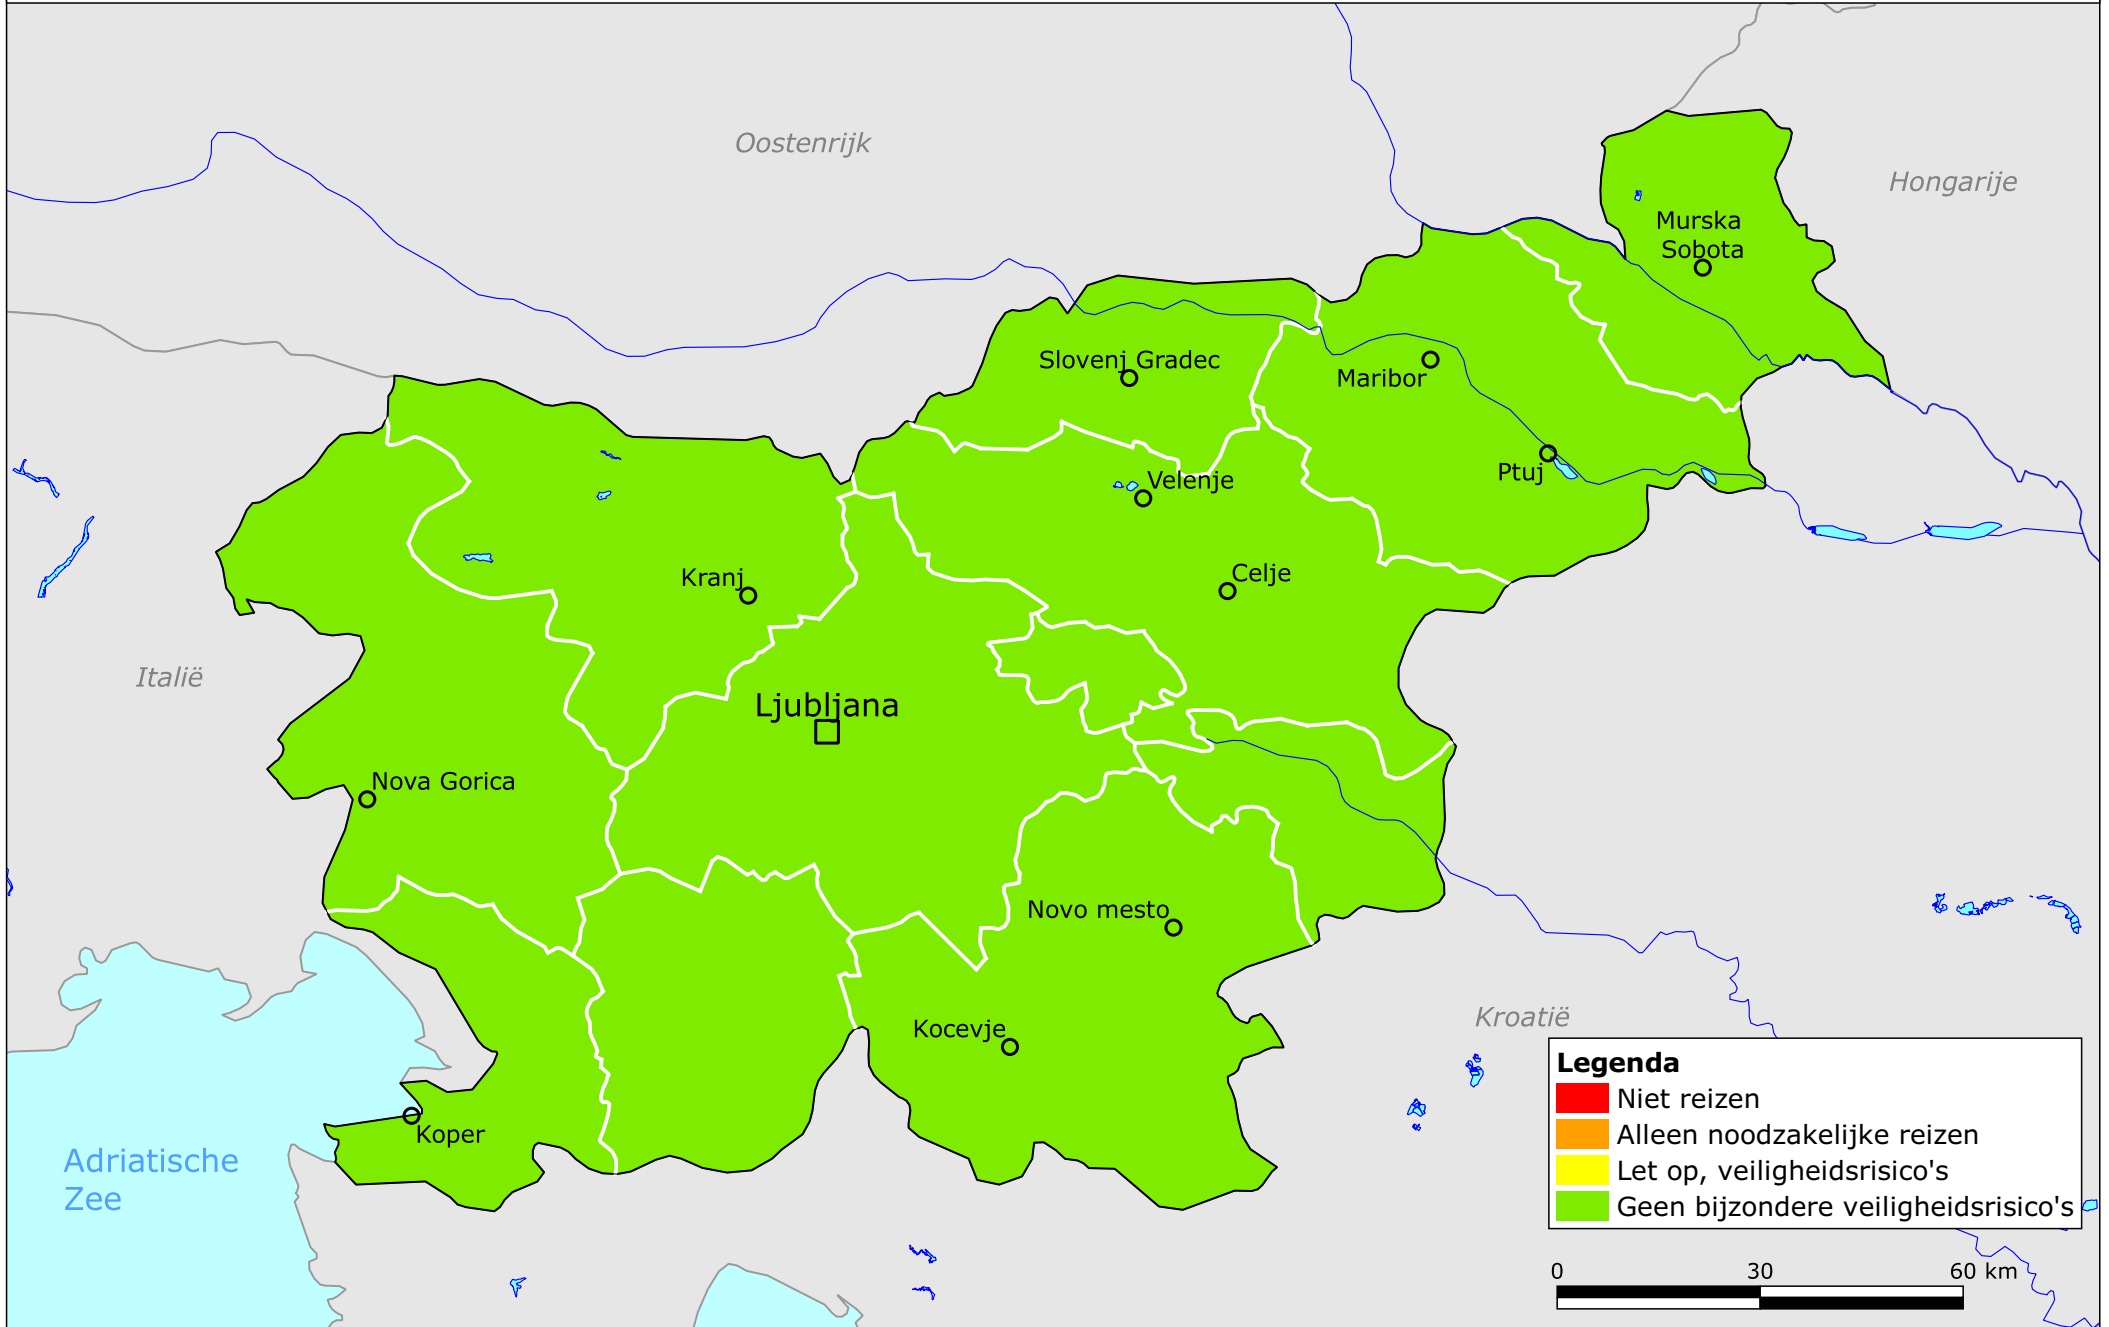 Oostenrijk
Hongarije
Murska
Sobota
Slovenj Gradec
Maribor
Ptuj
Velenje
Celje
Kranj
Italië
Ljubljana
Nova Gorica
Novo mesto
Kocevje
Kroatië
Koper
Adriatische
Zee
Legenda
Niet reizen
Alleen noodzakelijke reizen
Let op, veiligheidsrisico's
Geen bijzondere veiligheidsrisico's
0 30 60 km